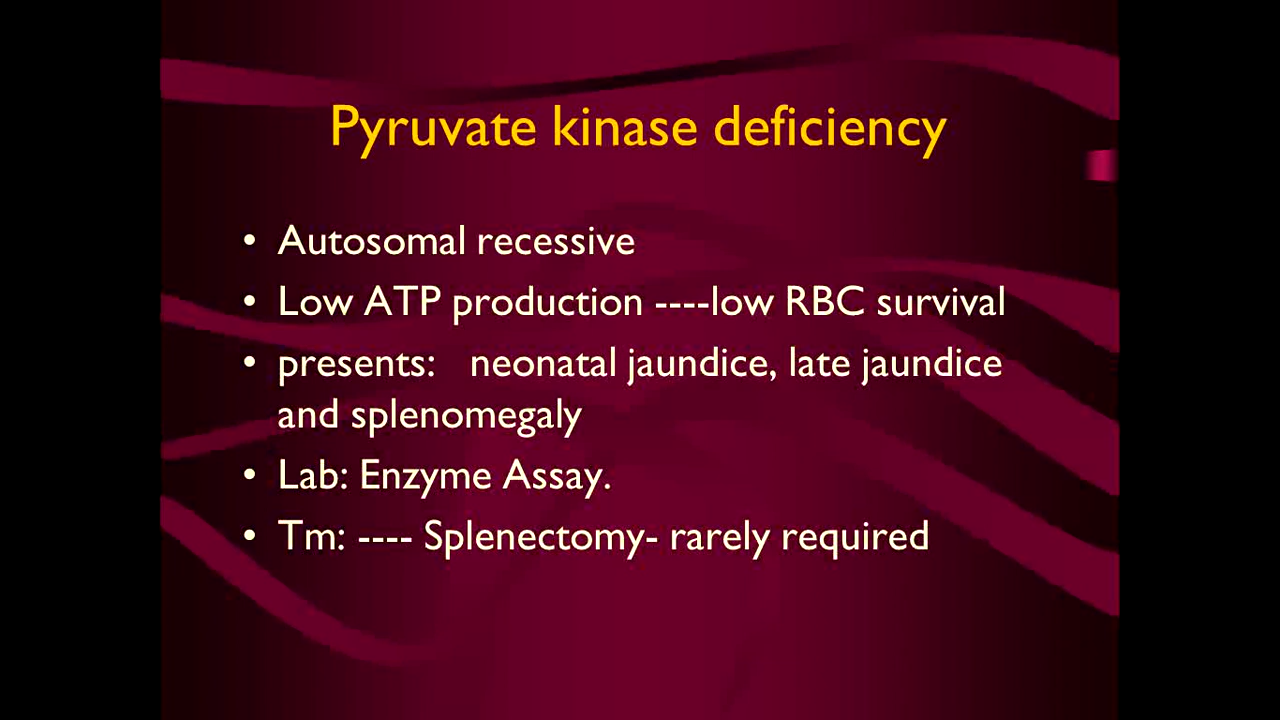 Pyruvate kinase deficiency
• Autosomal recessive
• Low ATP production ----low RBC survival
• presents: neonatal jaundice, late jaundice
and splenomegaly
• Lab: Enzyme Assay.
• Tm: ---- Splenectomy- rarely required